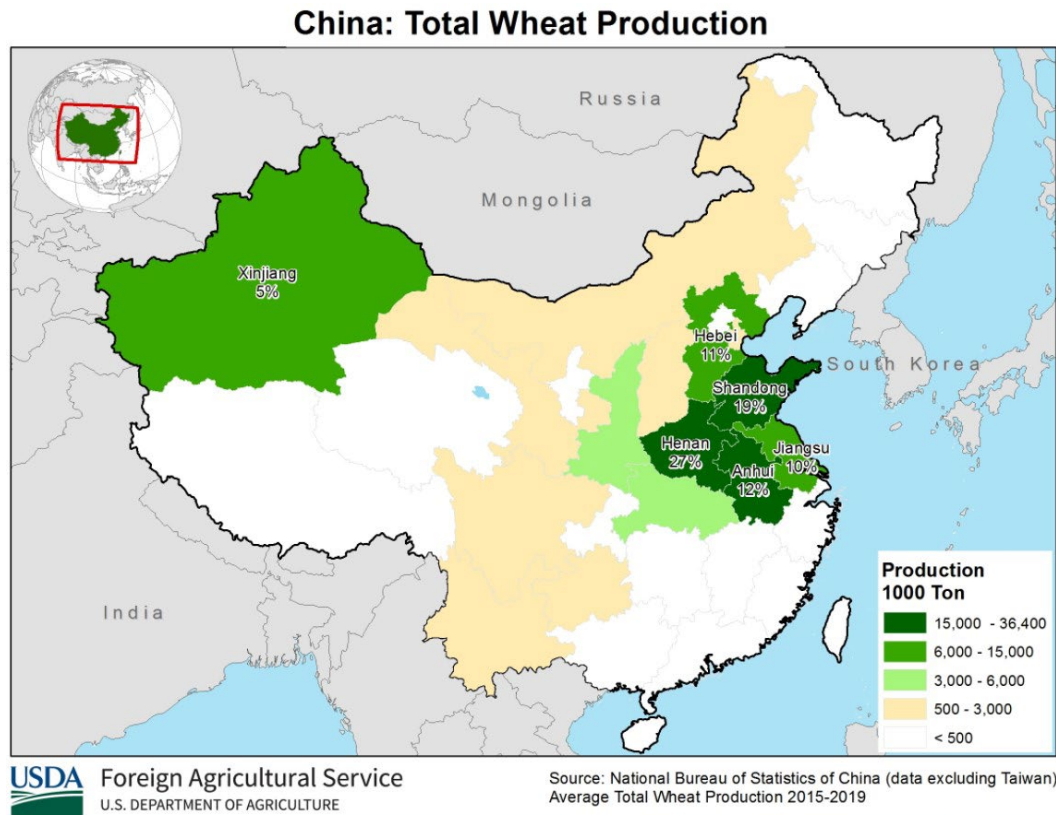 China: Total Wheat Production
Russia
Mongolia
Xinjiang
5%
Hebei
11%
South Korea
Shandong
19%
Henan
27%
Jiangsu
10%
Anhui
12%
India
Production
1000 Ton
15,000 - 36,400
6,000 - 15,000
3,000 - 6,000
500 - 3,000
< 500
USDA
Foreign Agricultural Service
U.S. DEPARTMENT OF AGRICULTURE
Source: National Bureau of Statistics of China (data excluding Taiwan)
Average Total Wheat Production 2015-2019